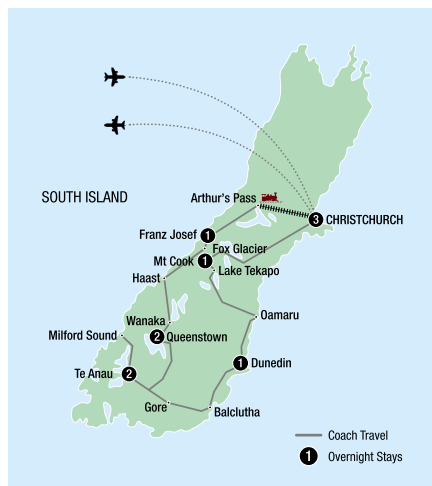 SOUTH ISLAND
Arthur's Pass
3 CHRISTCHURCH
Franz Josef 1
Fox Glacier
Mt Cook 1
Lake Tekapo
Haast
Oamaru
Wanaka
Milford Sound
2 Queenstown
1 Dunedin
Te Anau 2
Gore
Balclutha
Coach Travel
1 Overnight Stays